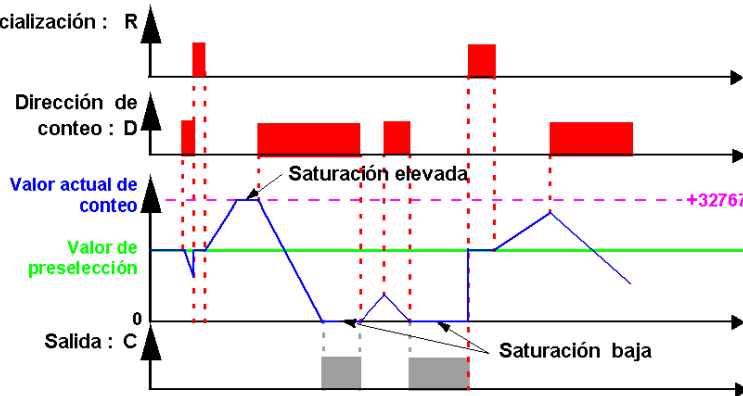 cialización : R
Dirección de
conteo : D
Saturación elevada
Valor actual de
conteo
+32767
Valor de
preselección
0
Salida : C
Saturación baja